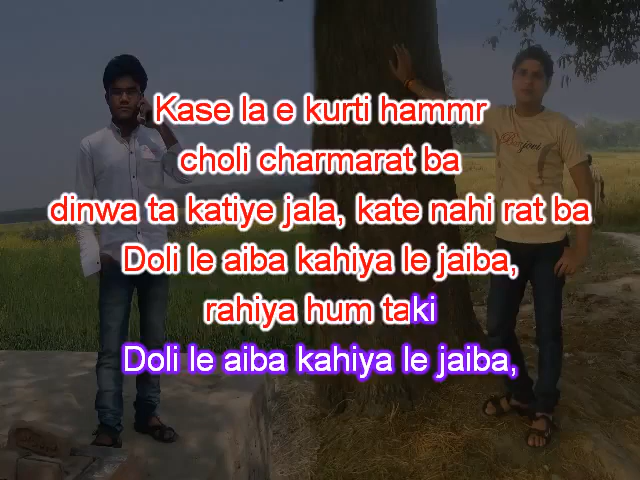 Kase la e kurti hammr
choli charmarat ba
dinwa ta katiye jala, kate nahi rat ba
Doli le aiba kahiya le jaiba,
rahiya hum taki
Doli le aiba kahiya le jaiba,